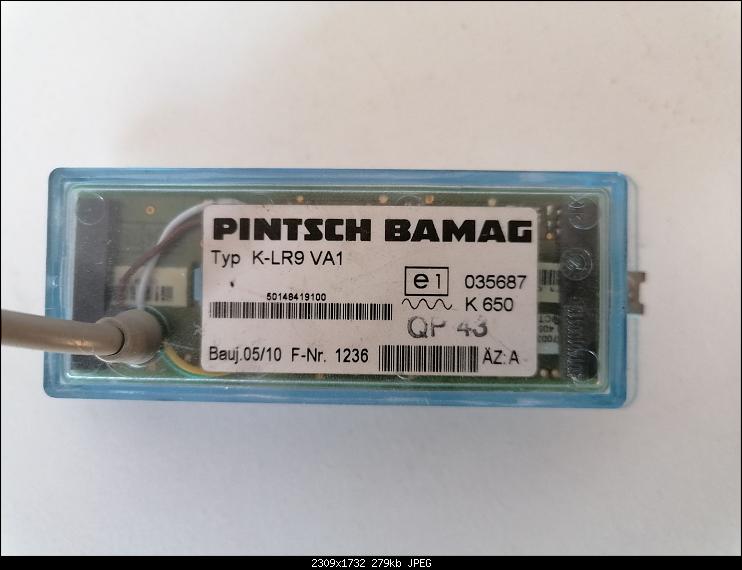 PINTSCH BAMAG
Typ K-LR9 VA1
e1 035687
50148419100
K 650
QP 43
Bauj.05/10 F-Nr. 1236 ÄZ: A
2309x1732 279kb JPEG